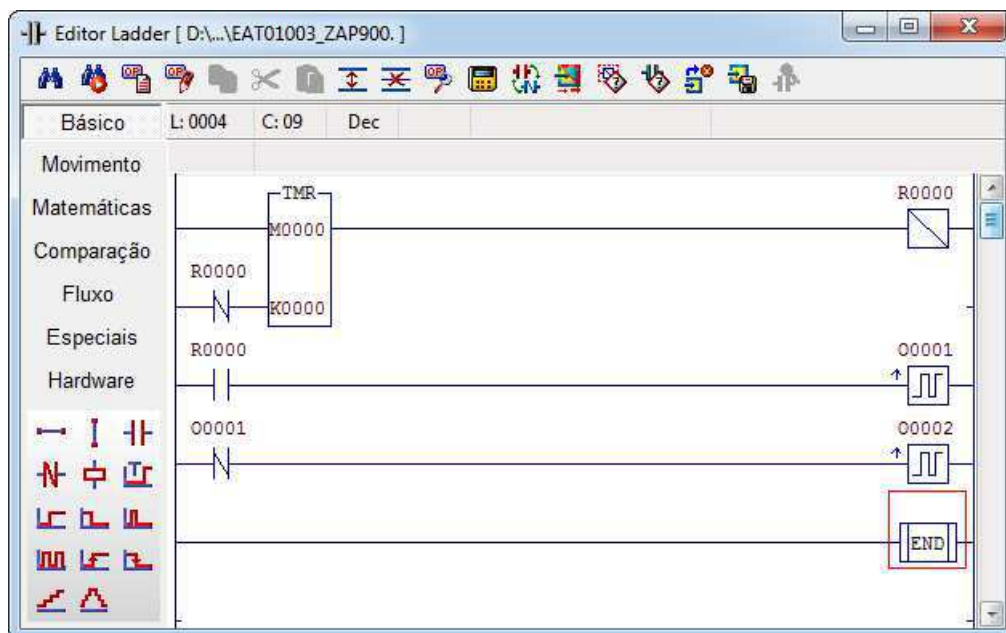 Editor Ladder [ D:\...\EAT01003_ZAP900. ]
Básico
L: 0004 C: 09 Dec
Movimento
Matemáticas
Comparação
Fluxo
Especiais
Hardware
TMR
R0000
M0000
R0000
K0000
R0000
O0001
O0001
O0002
END